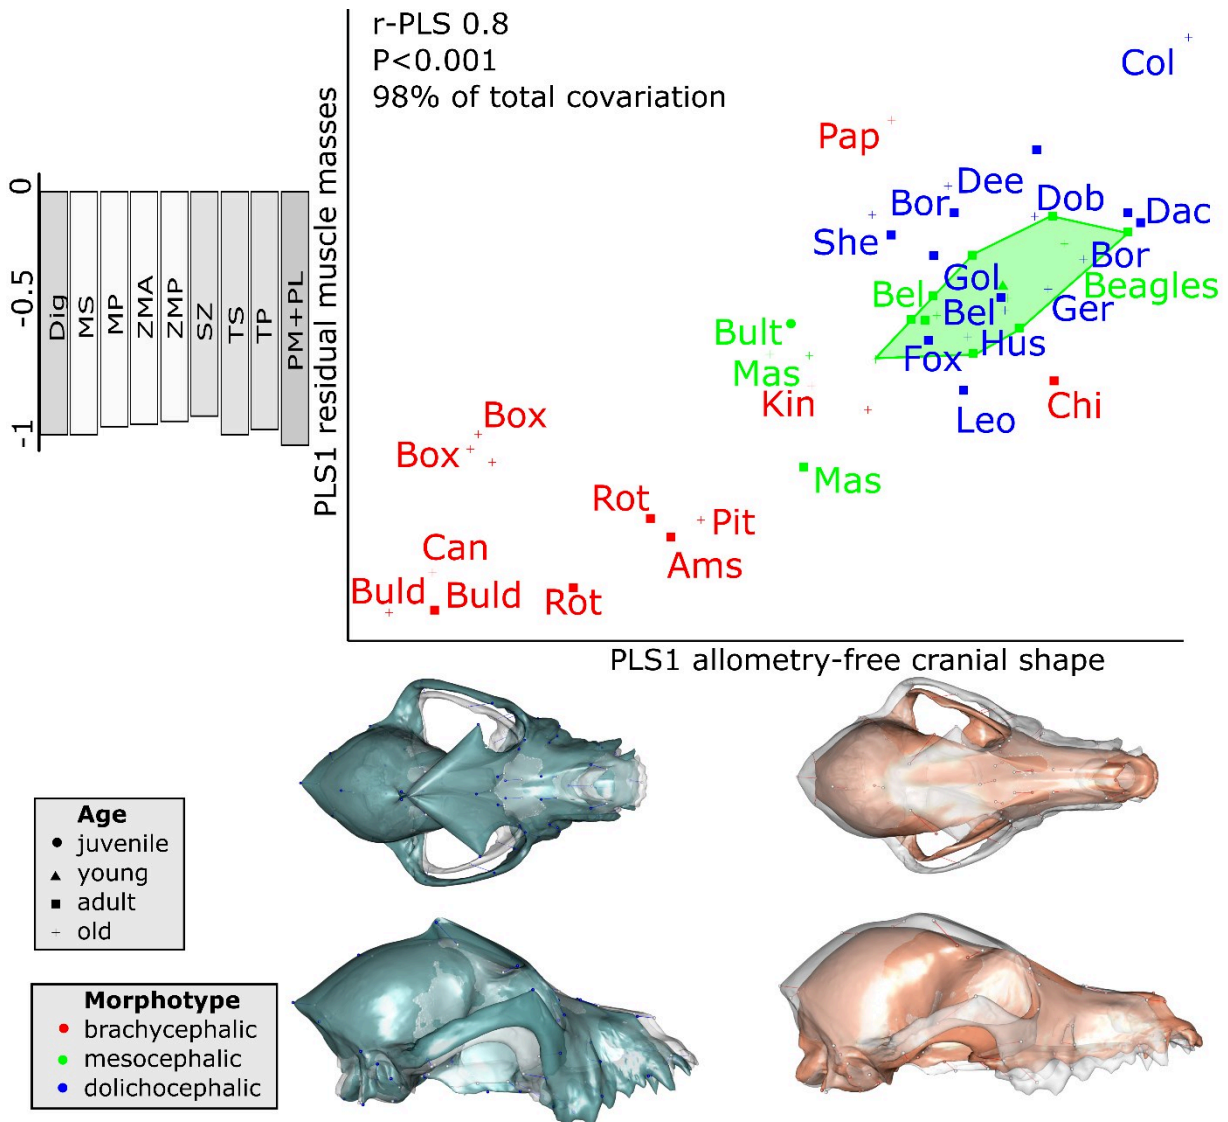 r-PLS 0.8
P<0.001
98% of total covariation
Col
Pap
Dee
Bor
Dob
Dac
She
Bor
Gol
Beagles
Bel
Bel
Ger
Bult
Hus
Fox
Mas
Kin
Chi
Leo
Box
Box
Mas
Rot
Pit
Ams
Can
Buld
Buld
Rot
0
-0.5
-1
Dig
MS
MP
ZMA
ZMP
SZ
TS
TP
PM+PL
PLS1 residual muscle masses
PLS1 allometry-free cranial shape
Age
juvenile
young
adult
old
Morphotype
brachycephalic
mesocephalic
dolichocephalic